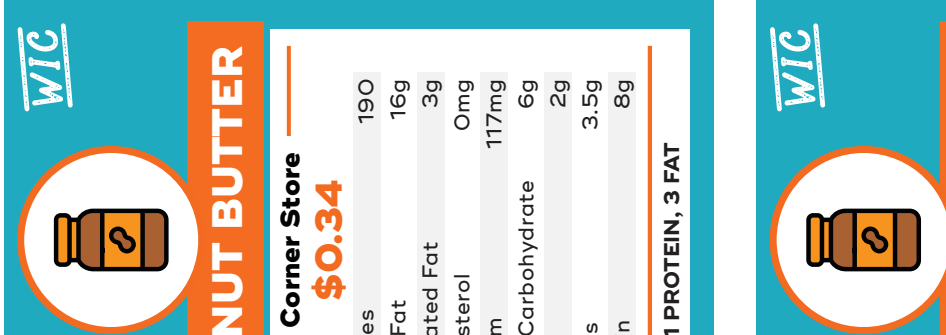 WIC
NUT BUTTER
Corner Store
$0.34
es 190
Fat 16g
ated Fat 3g
sterol 0mg
m 117mg
Carbohydrate 6g
2g
s 3.5g
n 8g
1 PROTEIN, 3 FAT
WIC